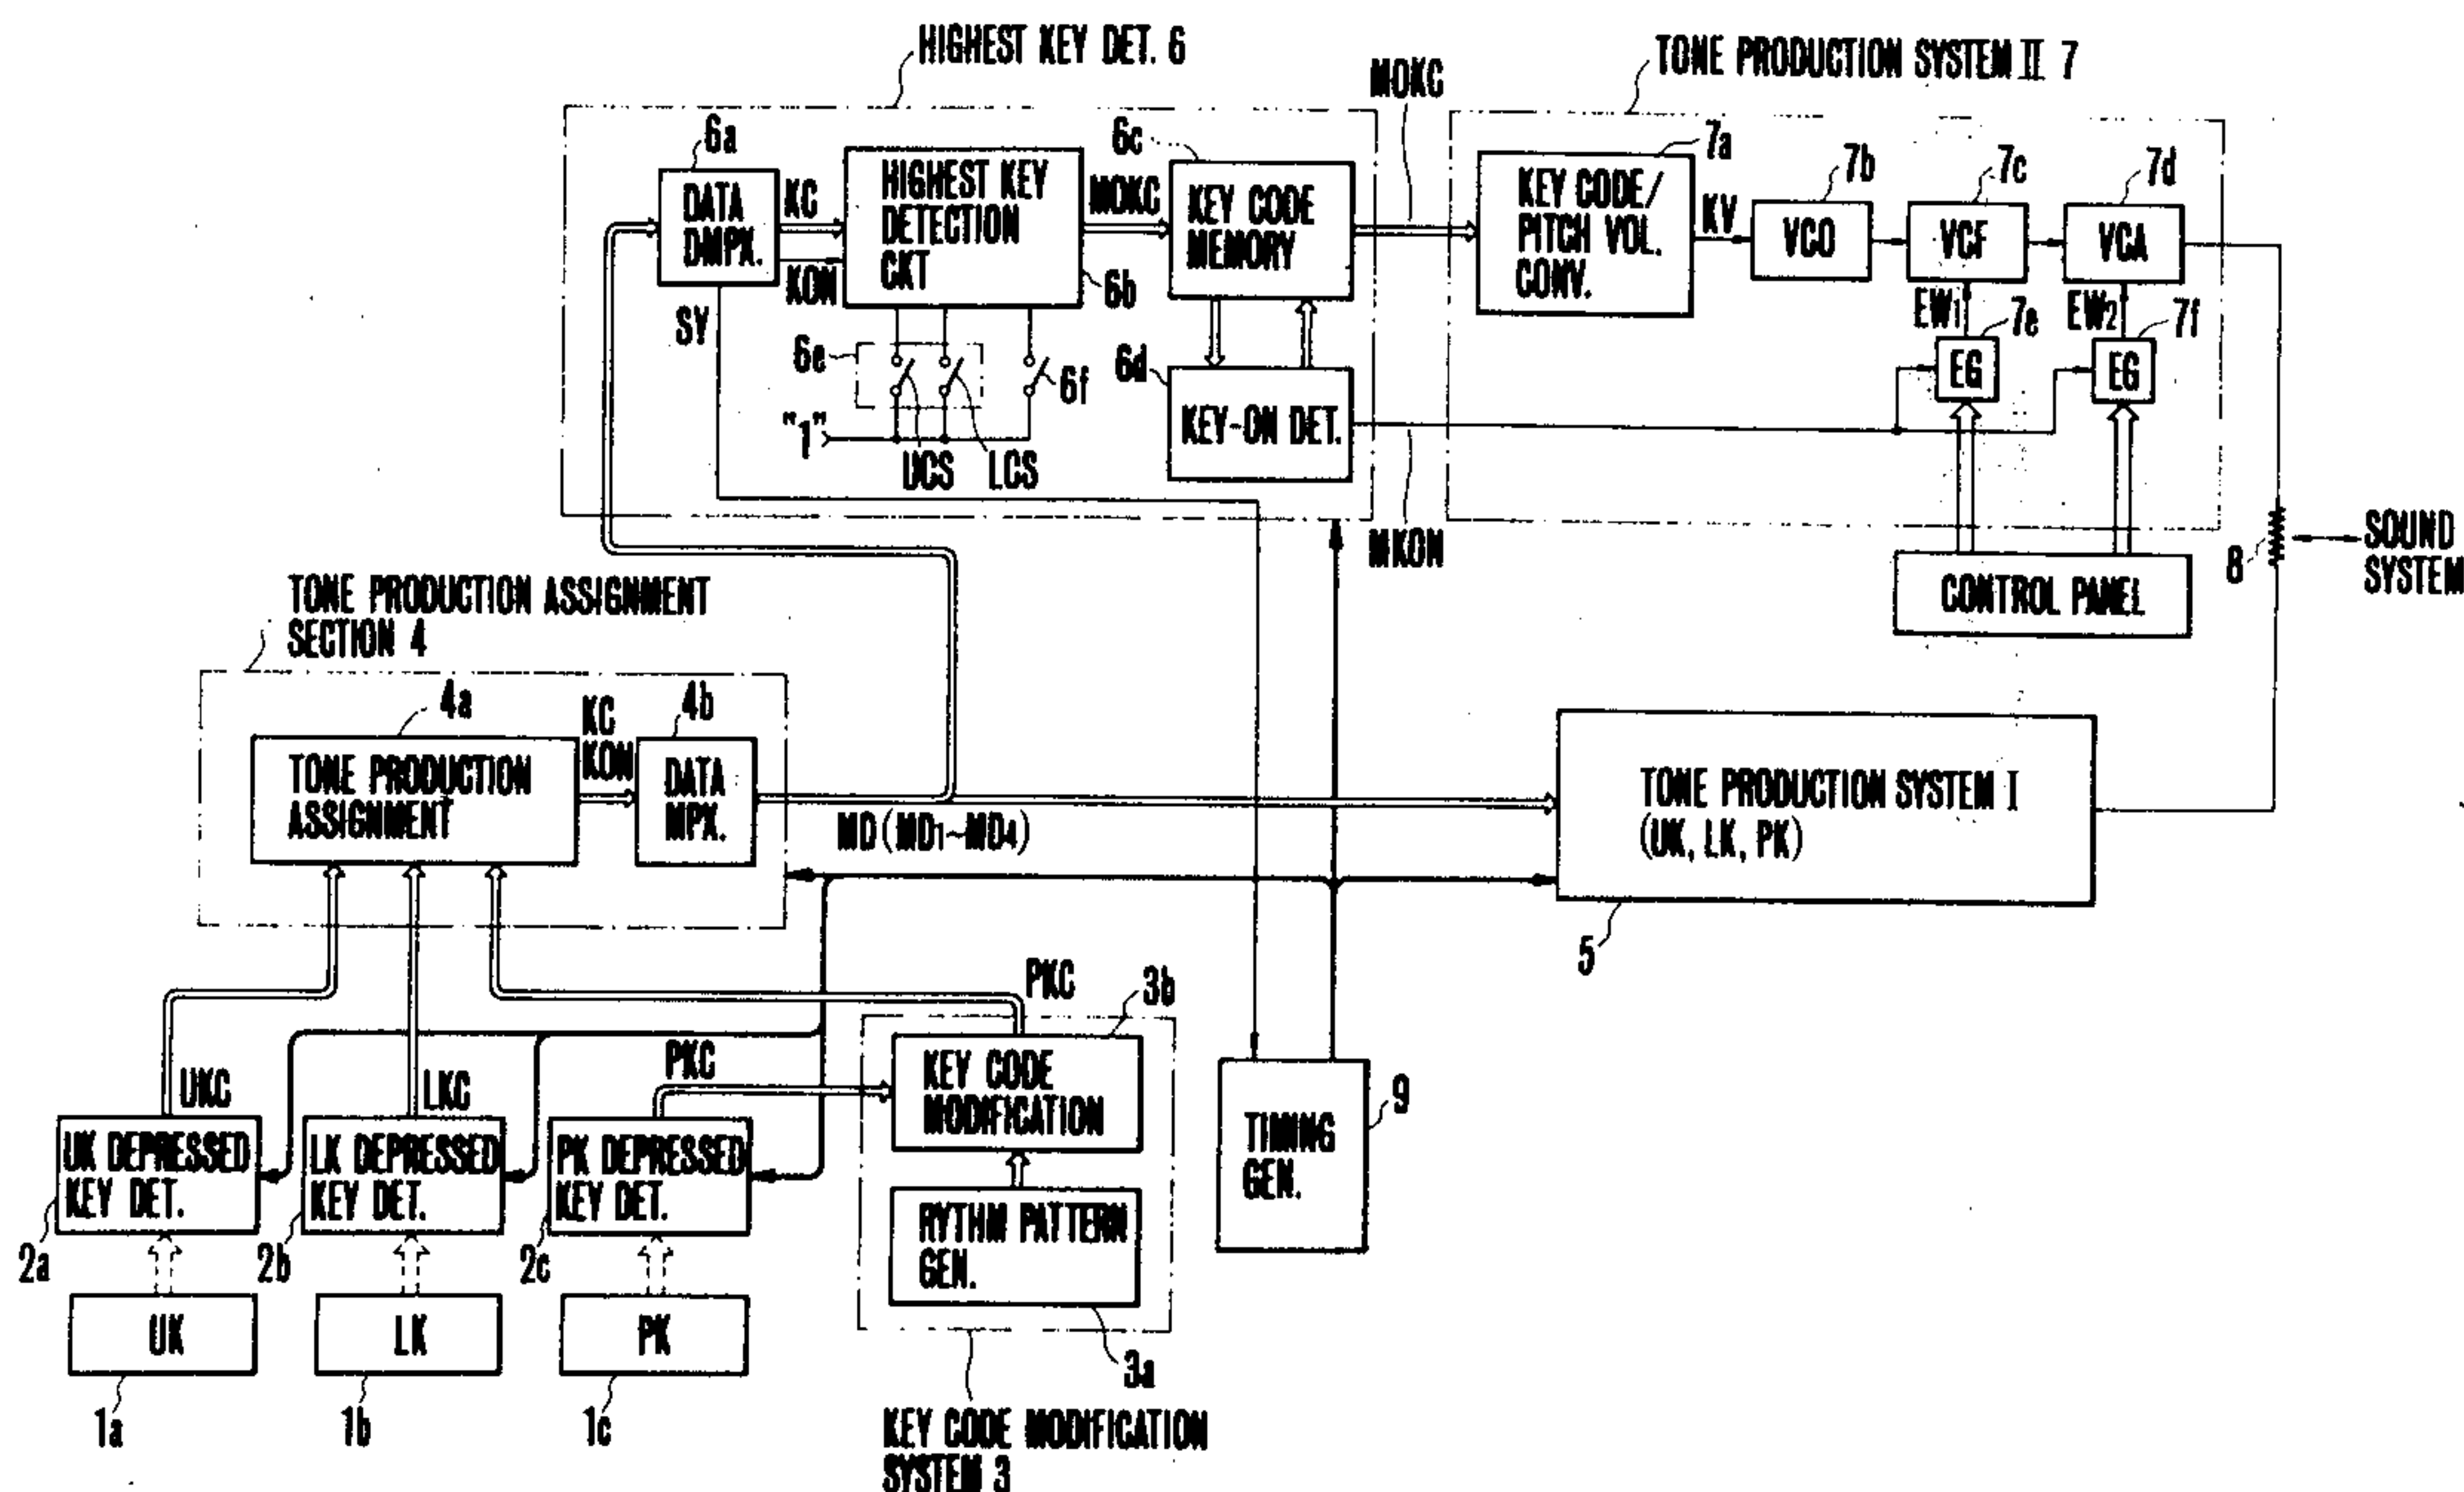 HIGHEST KEY DET. 6
TONE PRODUCTION SYSTEM II 7
MOKC
6a
6c
7a
7b
7c
7d
DATA
DMPX.
KC
KON
HIGHEST KEY
DETECTION
CKT
6b
MOKC
KEY CODE
MEMORY
KEY CODE/
PITCH VOL.
CONV.
KV
VCO
VCF
VCA
SY
6e
6f
6d
EW1
7e
EW2
7f
EG
EG
"1"
UCS
LCS
KEY-ON DET.
MKON
8
SOUND
SYSTEM
CONTROL PANEL
TONE PRODUCTION ASSIGNMENT
SECTION 4
4a
KC
KON
4b
TONE PRODUCTION
ASSIGNMENT
DATA
MPX.
MD (MD1~MD4)
TONE PRODUCTION SYSTEM I
(UK, LK, PK)
5
PKC
3b
UKC
LKC
PKC
KEY CODE
MODIFICATION
9
TIMING
GEN.
UK DEPRESSED
KEY DET.
LK DEPRESSED
KEY DET.
PK DEPRESSED
KEY DET.
RYTHM PATTERN
GEN.
2a
2b
2c
UK
LK
PK
3a
1a
1b
1c
KEY CODE MODIFICATION
SYSTEM 3